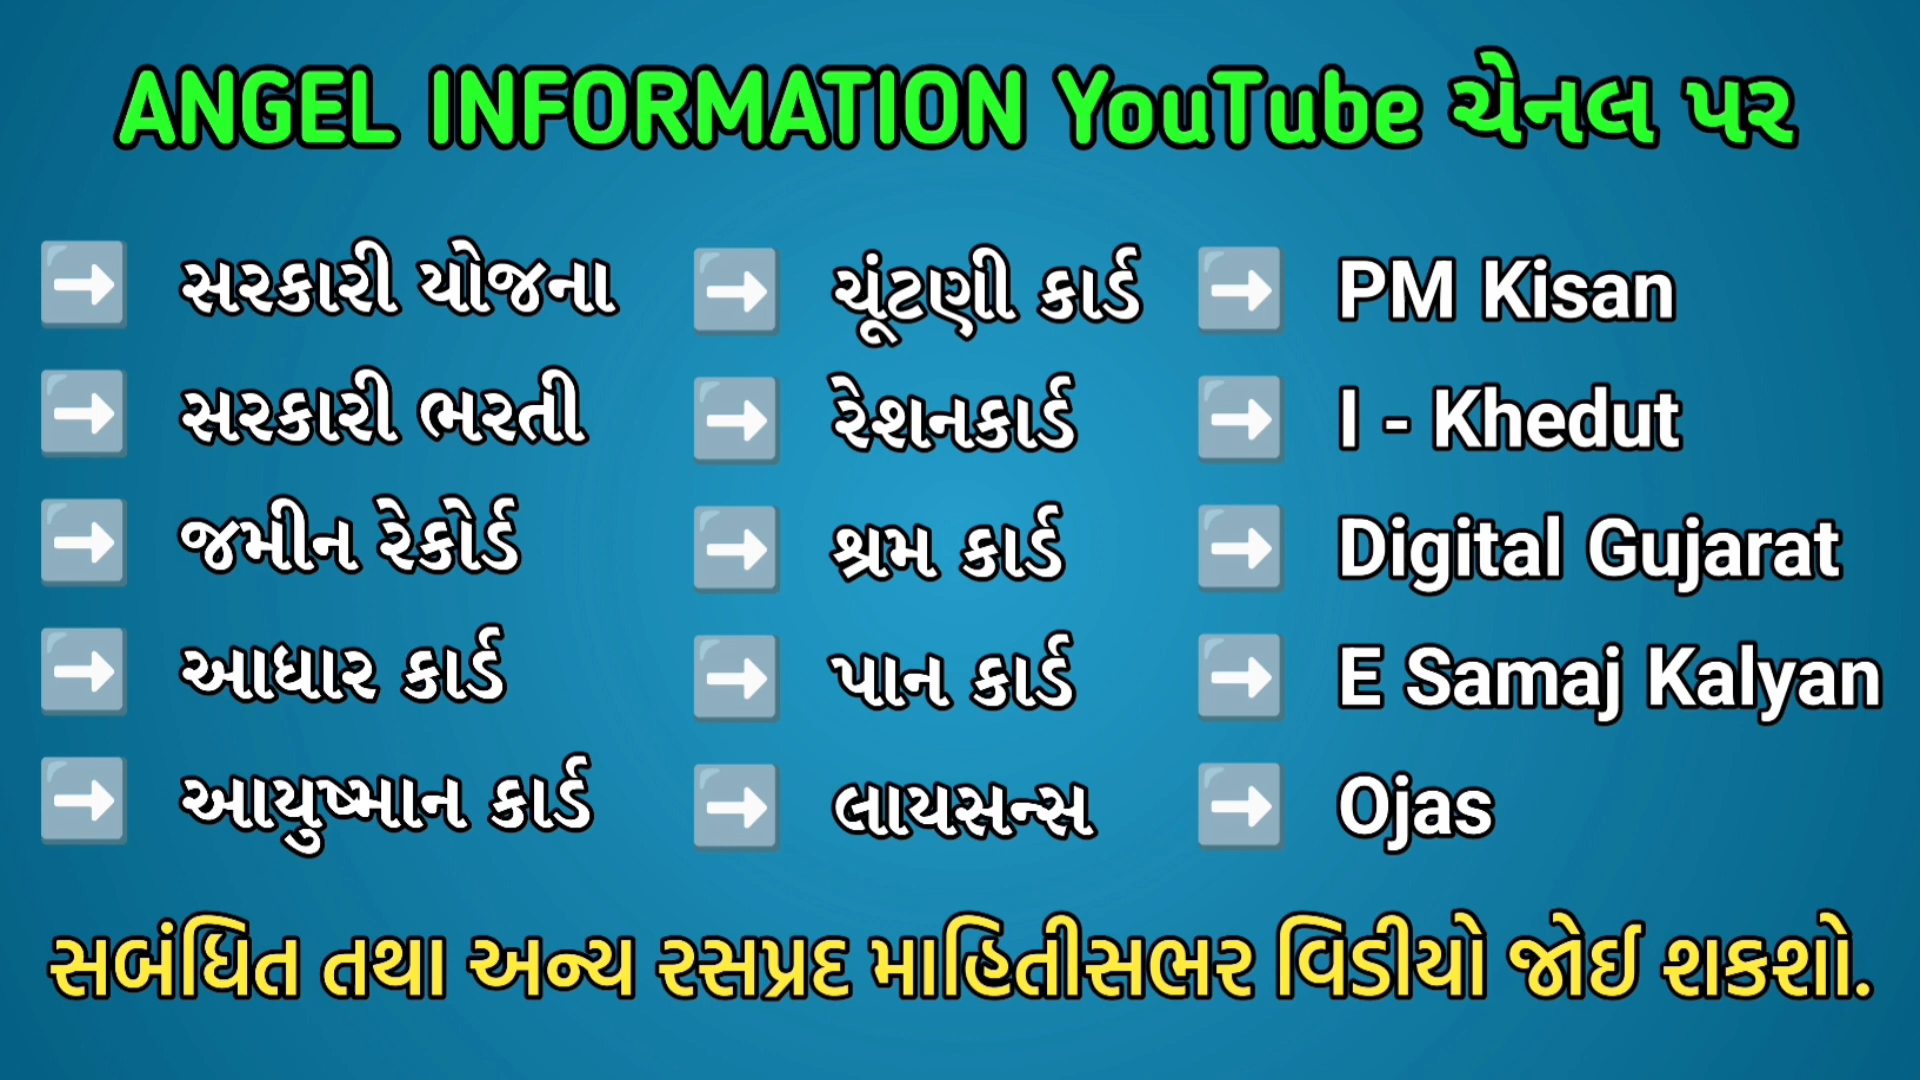 ANGEL INFORMATION YouTube ચેનલ પર
➡️ સરકારી યોજના
➡️ સરકારી ભરતી
➡️ જમીન રેકોર્ડ
➡️ આધાર કાર્ડ
➡️ આયુષ્માન કાર્ડ
➡️ ચૂંટણી કાર્ડ
➡️ રેશનકાર્ડ
➡️ શ્રમ કાર્ડ
➡️ પાન કાર્ડ
➡️ લાયસન્સ
➡️ PM Kisan
➡️ I - Khedut
➡️ Digital Gujarat
➡️ E Samaj Kalyan
➡️ Ojas
સબંધિત તથા અન્ય રસપ્રદ માહિતીસભર વિડીયો જોઈ શકશો.